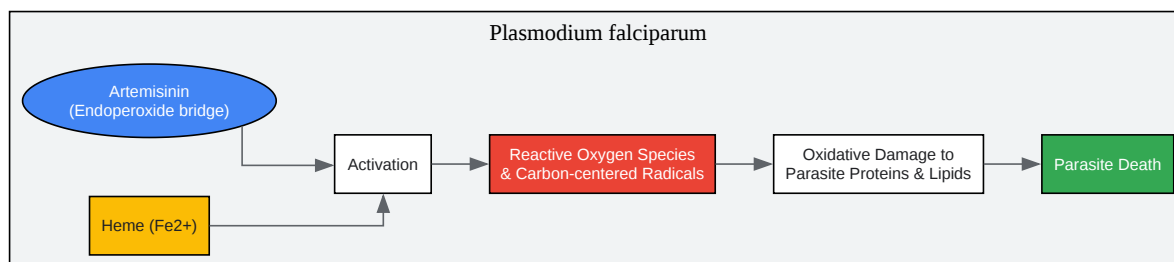 Plasmodium falciparum
Artemisinin
(Endoperoxide bridge)
Activation
Heme (Fe2+)
Reactive Oxygen Species
& Carbon-centered Radicals
Oxidative Damage to
Parasite Proteins & Lipids
Parasite Death